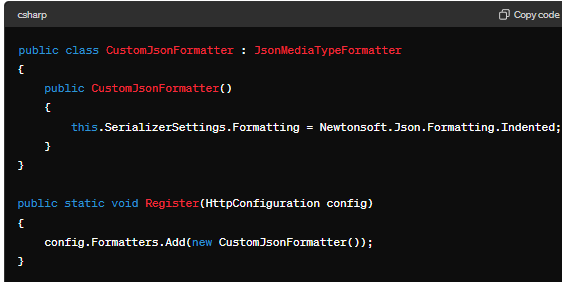 csharp
Copy code
public class CustomJsonFormatter : JsonMediaTypeFormatter
{
    public CustomJsonFormatter()
    {
        this.SerializerSettings.Formatting = Newtonsoft.Json.Formatting.Indented;
    }
}
public static void Register(HttpConfiguration config)
{
    config.Formatters.Add(new CustomJsonFormatter());
}